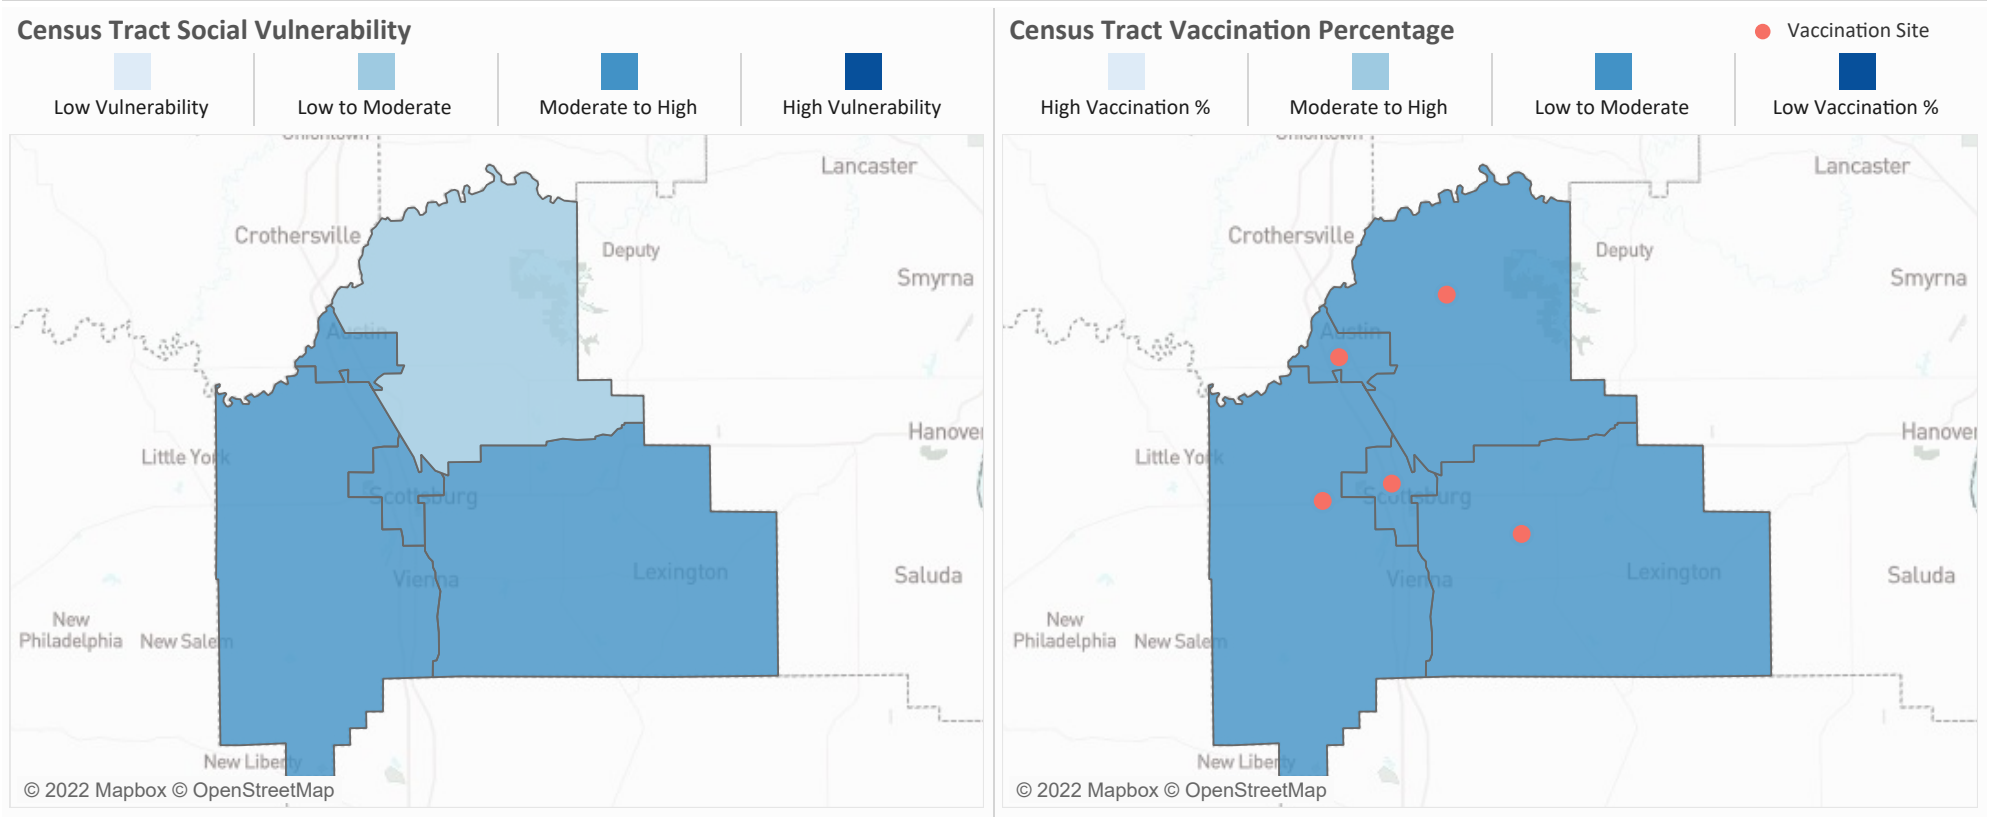 Census Tract Social Vulnerability
Low Vulnerability
Low to Moderate
Moderate to High
High Vulnerability
Uniontown
Lancaster
Crothersville
Deputy
Smyrna
Austin
Hanover
Little York
Scottsburg
Vienna
Lexington
Saluda
New
Philadelphia
New Salem
New Liberty
© 2022 Mapbox © OpenStreetMap
Census Tract Vaccination Percentage
Vaccination Site
High Vaccination %
Moderate to High
Low to Moderate
Low Vaccination %
Uniontown
Lancaster
Crothersville
Deputy
Smyrna
Austin
Hanover
Little York
Scottsburg
Vienna
Lexington
Saluda
New
Philadelphia
New Salem
New Liberty
© 2022 Mapbox © OpenStreetMap